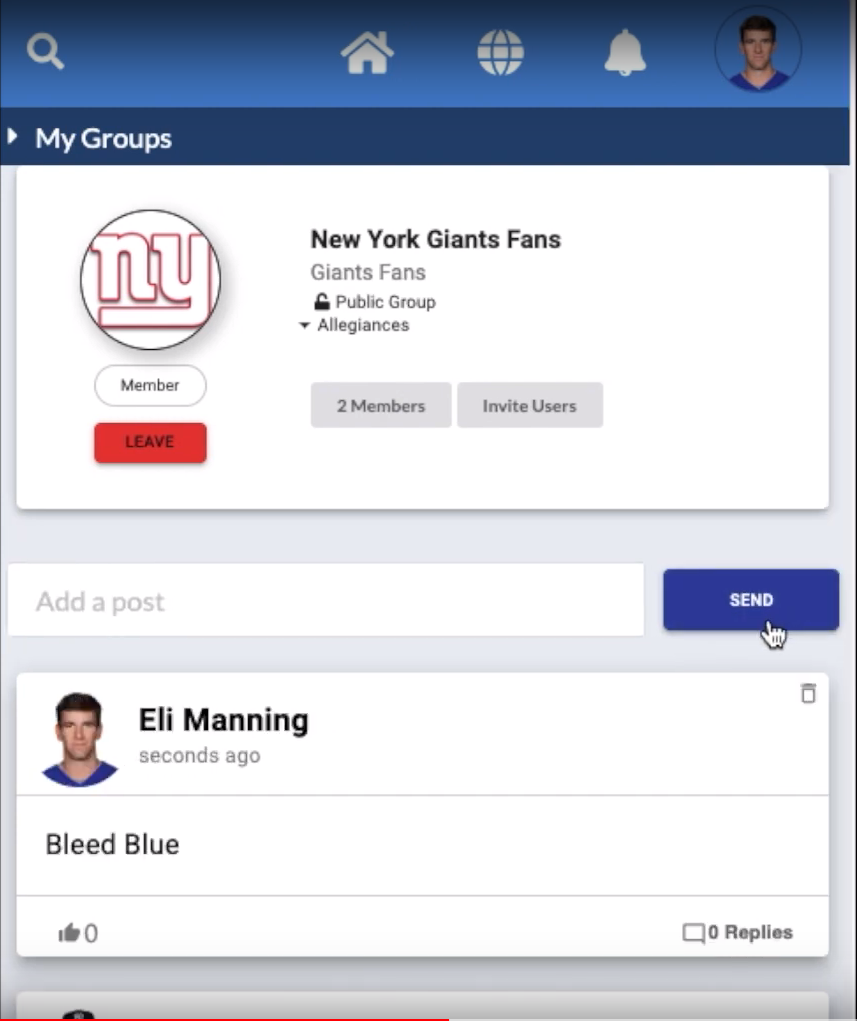 My Groups
ny
New York Giants Fans
Giants Fans
Public Group
Allegiances
Member
LEAVE
2 Members
Invite Users
Add a post
SEND
Eli Manning
seconds ago
Bleed Blue
0
0 Replies